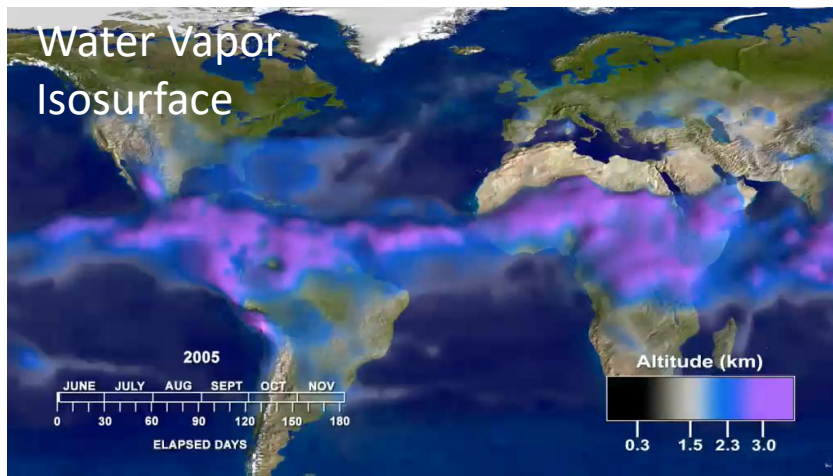 Water Vapor
Isosurface
2005
JUNE JULY AUG SEPT OCT NOV
0 30 60 90 120 150 180
ELAPSED DAYS
Altitude (km)
0.3 1.5 2.3 3.0